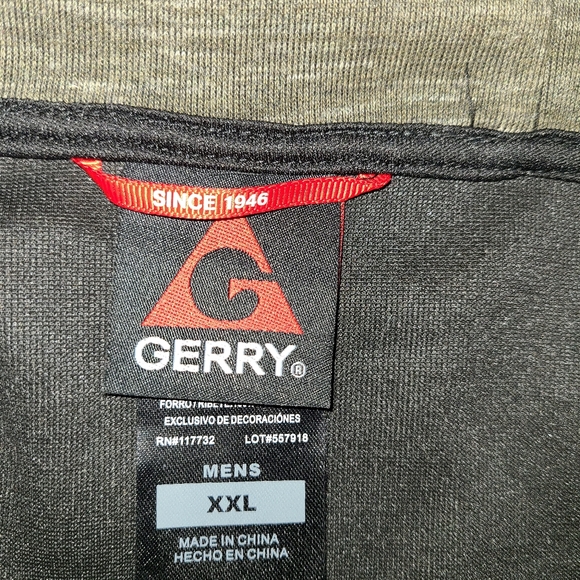 SINCE 1946
G
GERRY®
EXCLUSIVO DE DECORACIÓNES
RN#117732 LOT#557918
MENS
XXL
MADE IN CHINA
HECHO EN CHINA